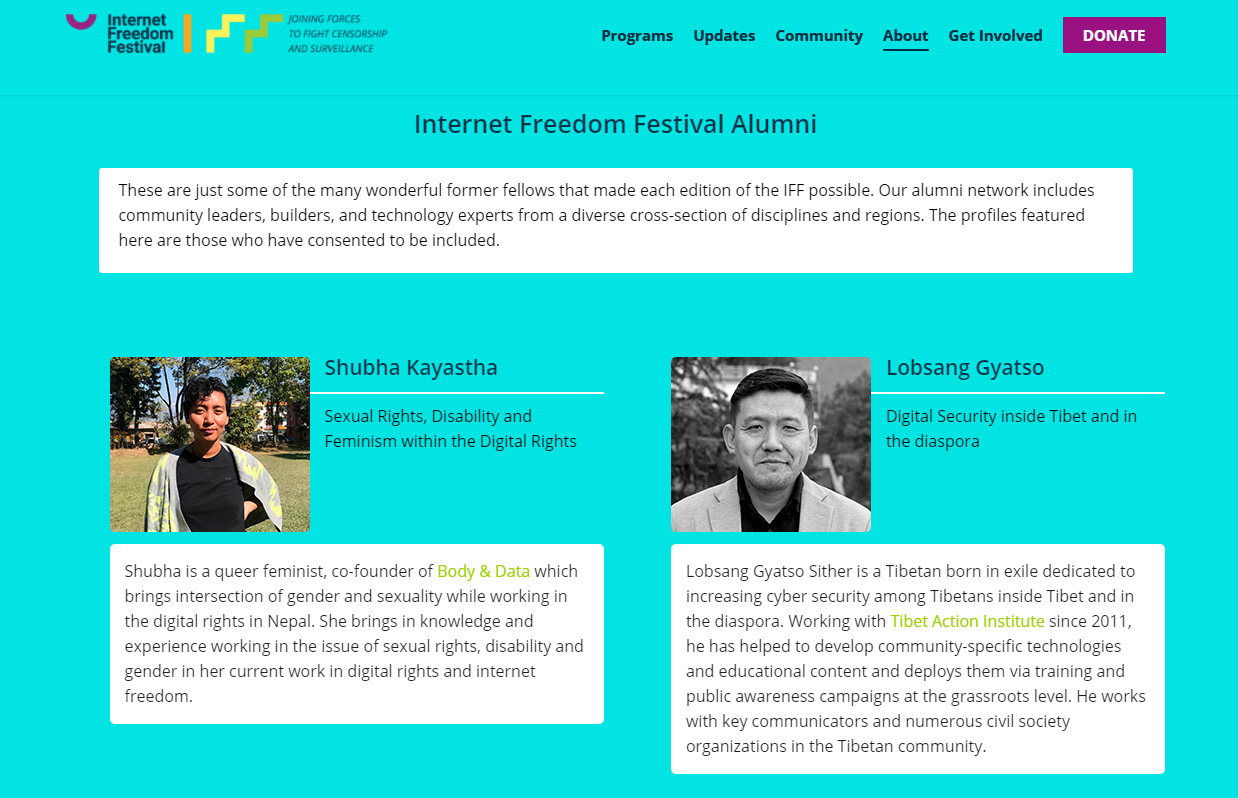 Internet
Freedom
Festival
JOINING FORCES
TO FIGHT CENSORSHIP
AND SURVEILLANCE
Programs Updates Community About Get Involved DONATE
Internet Freedom Festival Alumni
These are just some of the many wonderful former fellows that made each edition of the IFF possible. Our alumni network includes
community leaders, builders, and technology experts from a diverse cross-section of disciplines and regions. The profiles featured
here are those who have consented to be included.
Shubha Kayastha
Sexual Rights, Disability and
Feminism within the Digital Rights
Shubha is a queer feminist, co-founder of Body & Data which
brings intersection of gender and sexuality while working in
the digital rights in Nepal. She brings in knowledge and
experience working in the issue of sexual rights, disability and
gender in her current work in digital rights and internet
freedom.
Lobsang Gyatso
Digital Security inside Tibet and in
the diaspora
Lobsang Gyatso Sither is a Tibetan born in exile dedicated to
increasing cyber security among Tibetans inside Tibet and in
the diaspora. Working with Tibet Action Institute since 2011,
he has helped to develop community-specific technologies
and educational content and deploys them via training and
public awareness campaigns at the grassroots level. He works
with key communicators and numerous civil society
organizations in the Tibetan community.